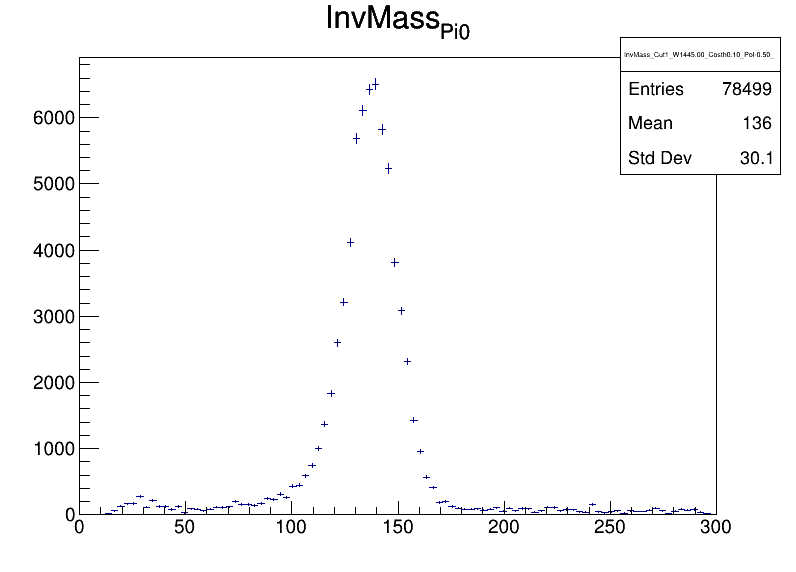 InvMass_Pi0
InvMass_Cut1_W1445.00_Costh0.10_Pol-0.50_
Entries 78499
Mean 136
Std Dev 30.1
6000
5000
4000
3000
2000
1000
0
0 50 100 150 200 250 300